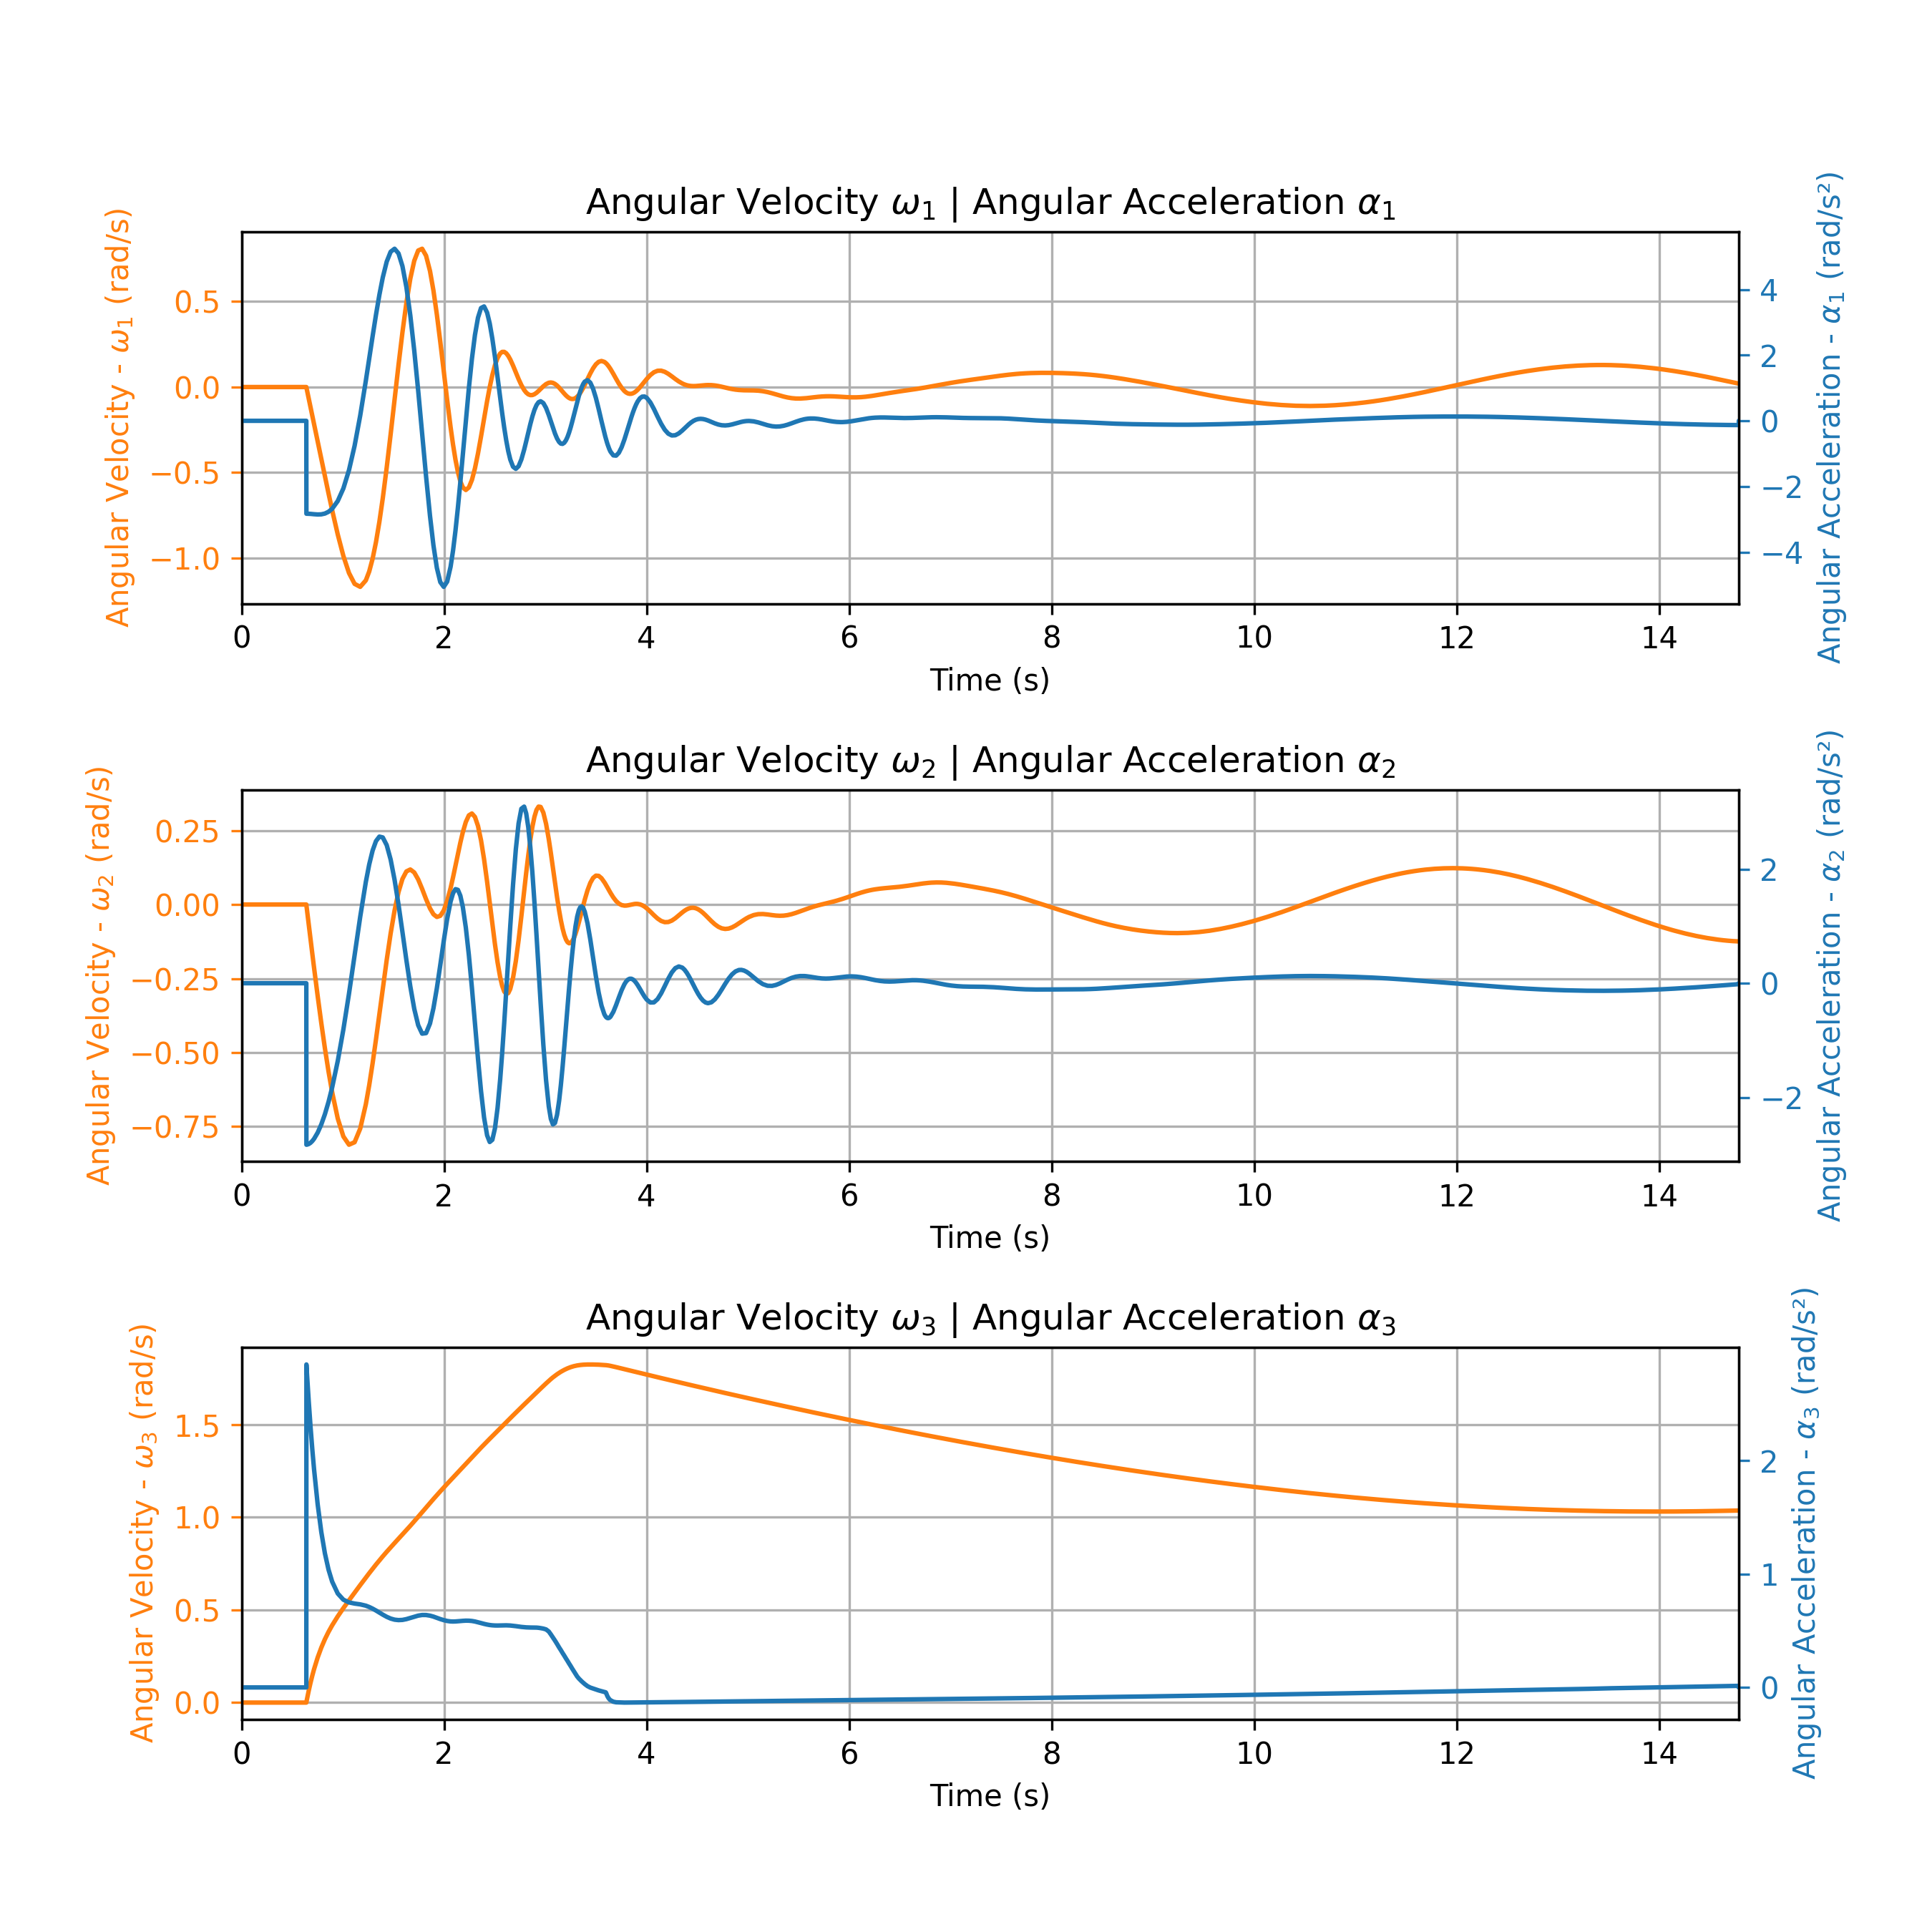 Angular Velocity ω₁ | Angular Acceleration α₁
Angular Velocity - ω₁ (rad/s)
0.5
0.0
−0.5
−1.0
4
2
0
−2
−4
Angular Acceleration - α₁ (rad/s²)
0 2 4 6 8 10 12 14
Time (s)
Angular Velocity ω₂ | Angular Acceleration α₂
Angular Velocity - ω₂ (rad/s)
0.25
0.00
−0.25
−0.50
−0.75
2
0
−2
Angular Acceleration - α₂ (rad/s²)
0 2 4 6 8 10 12 14
Time (s)
Angular Velocity ω₃ | Angular Acceleration α₃
Angular Velocity - ω₃ (rad/s)
1.5
1.0
0.5
0.0
2
1
0
Angular Acceleration - α₃ (rad/s²)
0 2 4 6 8 10 12 14
Time (s)